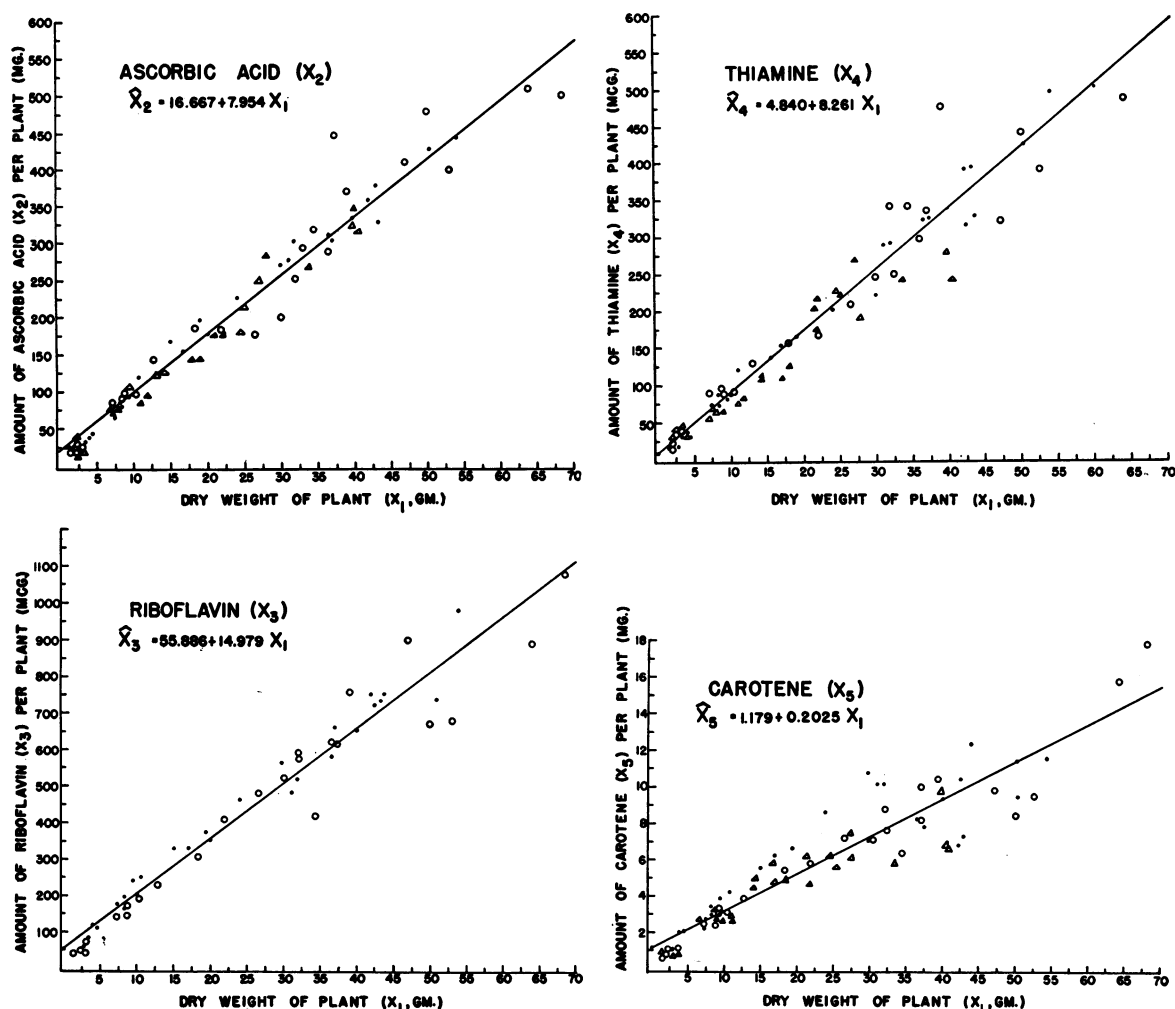 ASCORBIC ACID (X2)
X̂2 = 16.667+7.954 X1
AMOUNT OF ASCORBIC ACID (X2) PER PLANT (MG.)
600
550
500
450
400
350
300
250
200
150
100
50
5 10 15 20 25 30 35 40 45 50 55 60 65 70
DRY WEIGHT OF PLANT (X1, GM.)
THIAMINE (X4)
X̂4 = 4.840+8.261 X1
AMOUNT OF THIAMINE (X4) PER PLANT (MCG.)
600
550
500
450
400
350
300
250
200
150
100
50
5 10 15 20 25 30 35 40 45 50 55 60 65 70
DRY WEIGHT OF PLANT (X1, GM.)
RIBOFLAVIN (X3)
X̂3 = 55.886+14.979 X1
AMOUNT OF RIBOFLAVIN (X3) PER PLANT (MCG.)
1100
1000
900
800
700
600
500
400
300
200
100
5 10 15 20 25 30 35 40 45 50 55 60 65 70
DRY WEIGHT OF PLANT (X1, GM.)
CAROTENE (X5)
X̂5 = 1.179+0.2025 X1
AMOUNT OF CAROTENE (X5) PER PLANT (MG.)
18
16
14
12
10
8
6
4
2
5 10 15 20 25 30 35 40 45 50 55 60 65 70
DRY WEIGHT OF PLANT (X1, GM.)